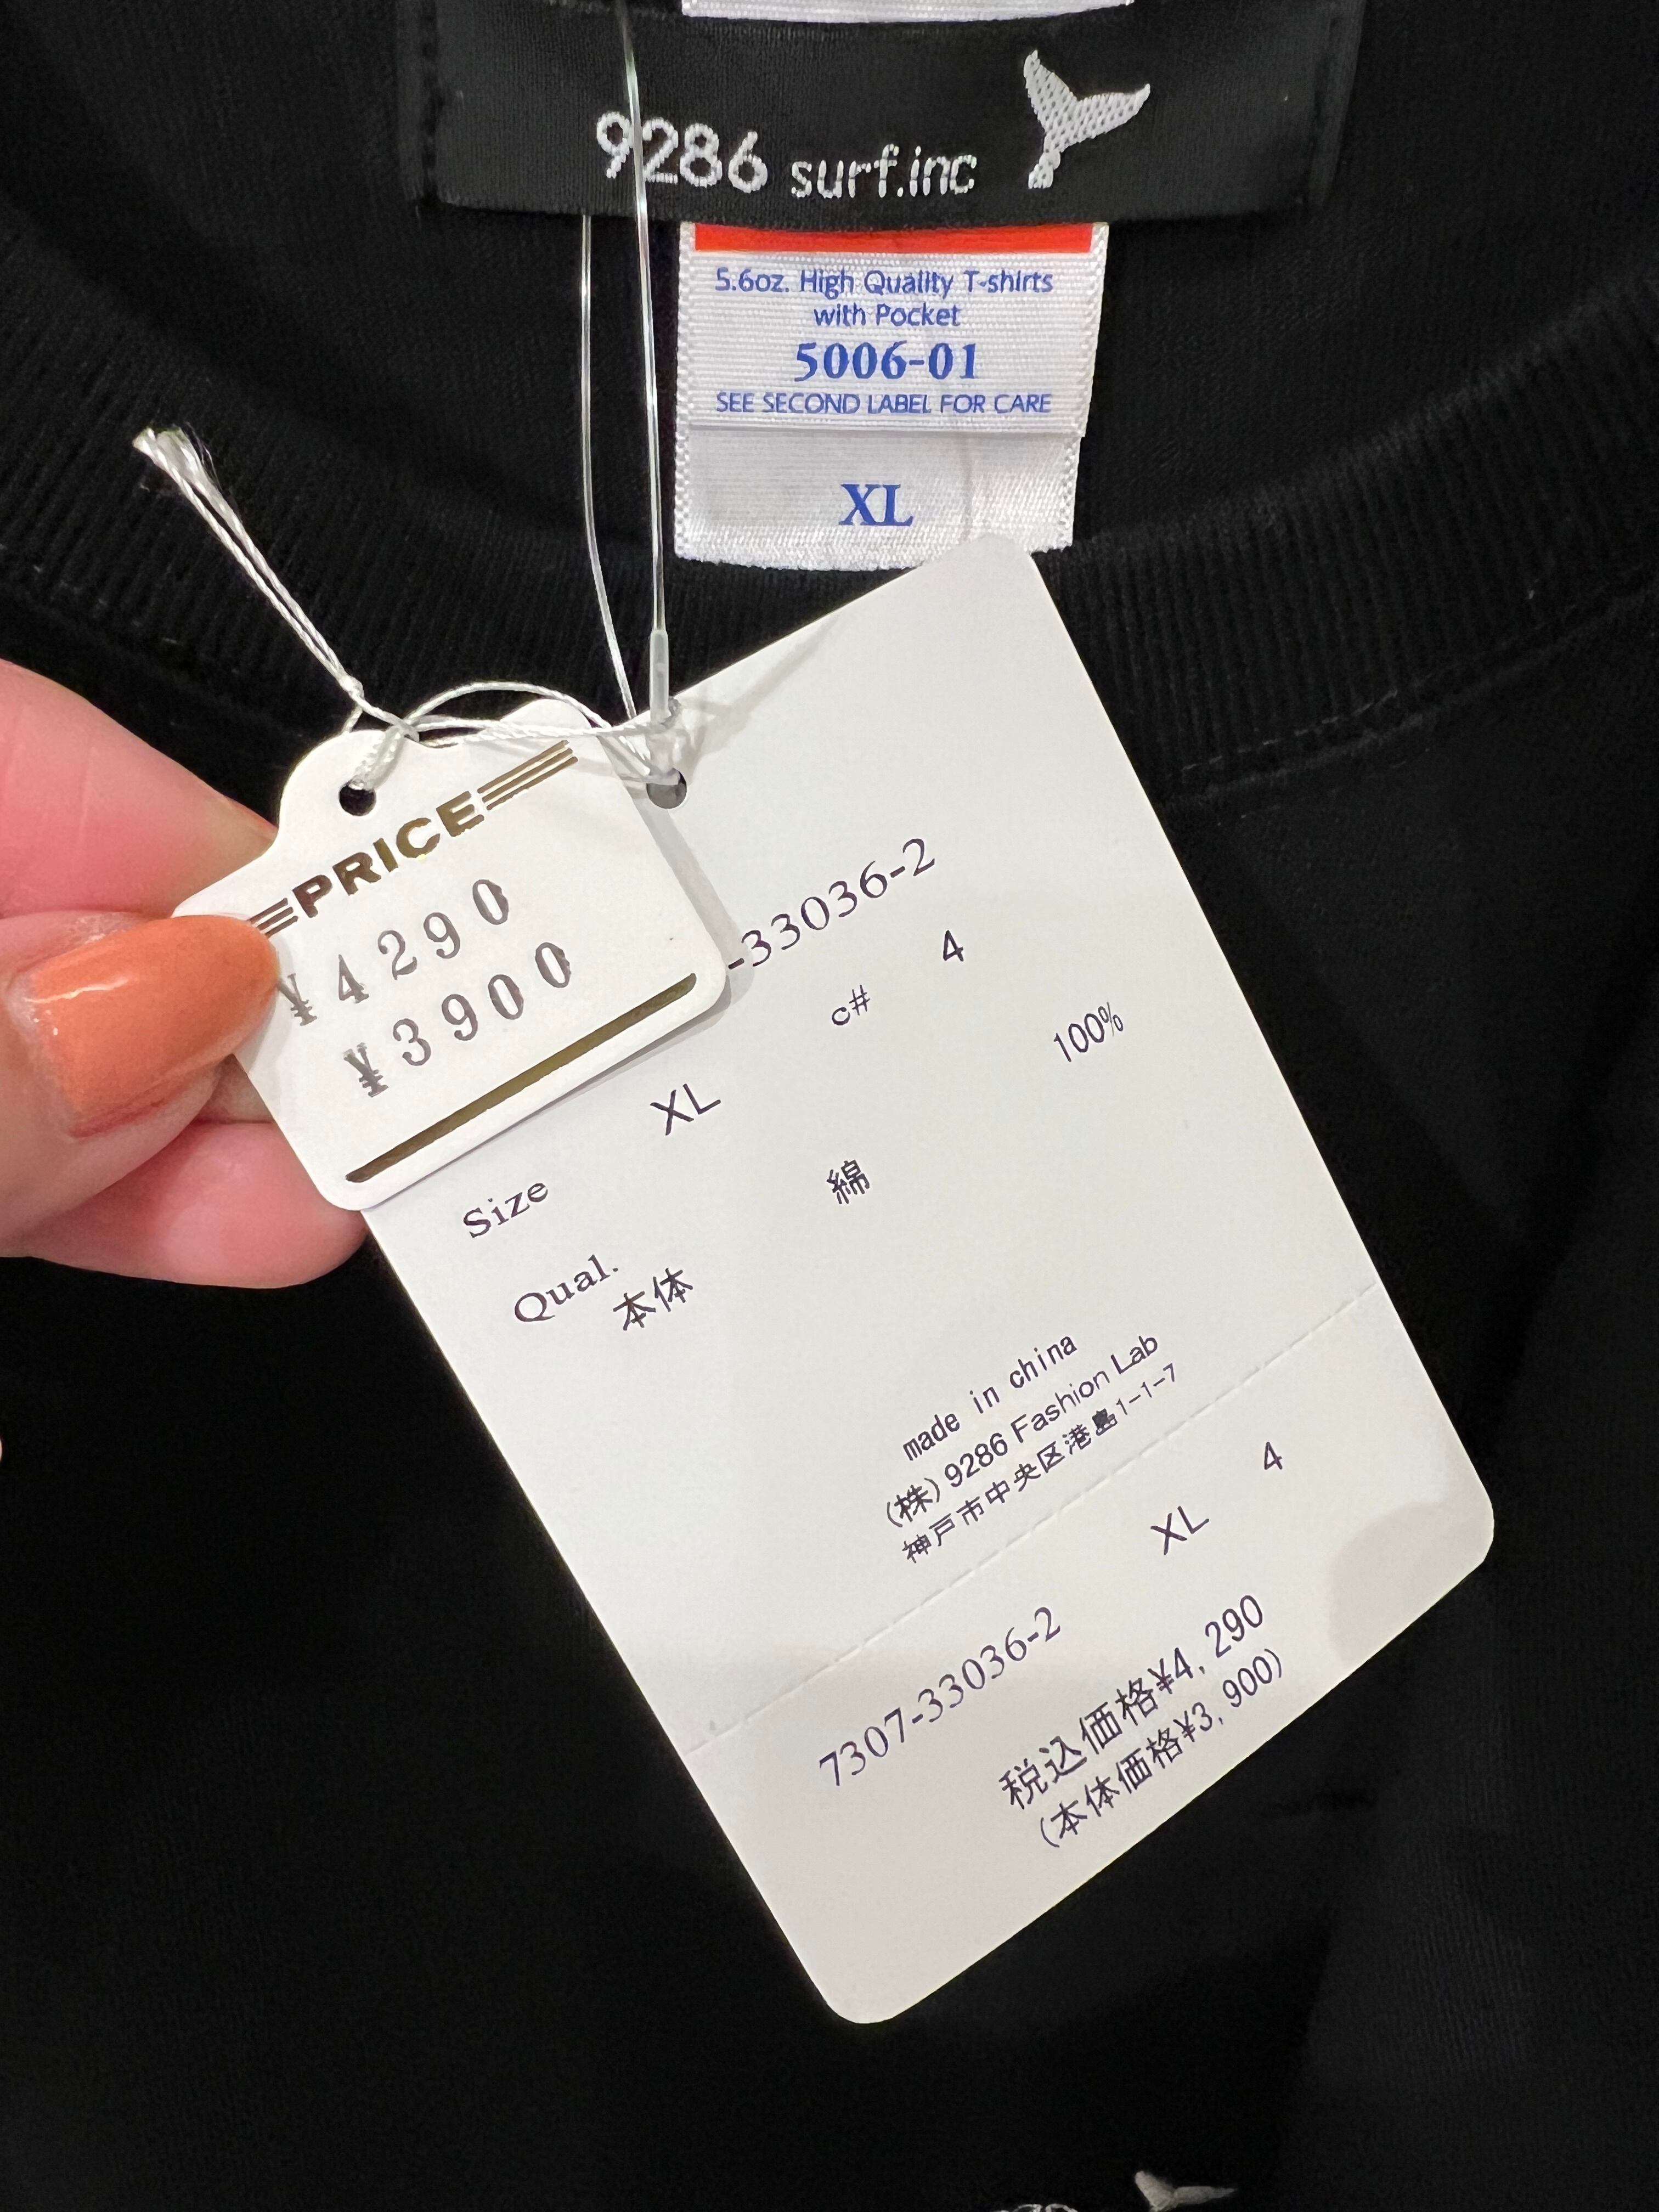 9286 surf.inc
5.6oz. High Quality T-shirts
with Pocket
5006-01
SEE SECOND LABEL FOR CARE
XL
PRICE
¥4290
¥3900
-33036-2
c# 4
Size XL
Qual.
本体 綿 100%
made in china
(株)9286 Fashion Lab
神戸市中央区港島1-1-7
XL 4
7307-33036-2
税込価格¥4,290
(本体価格¥3,900)